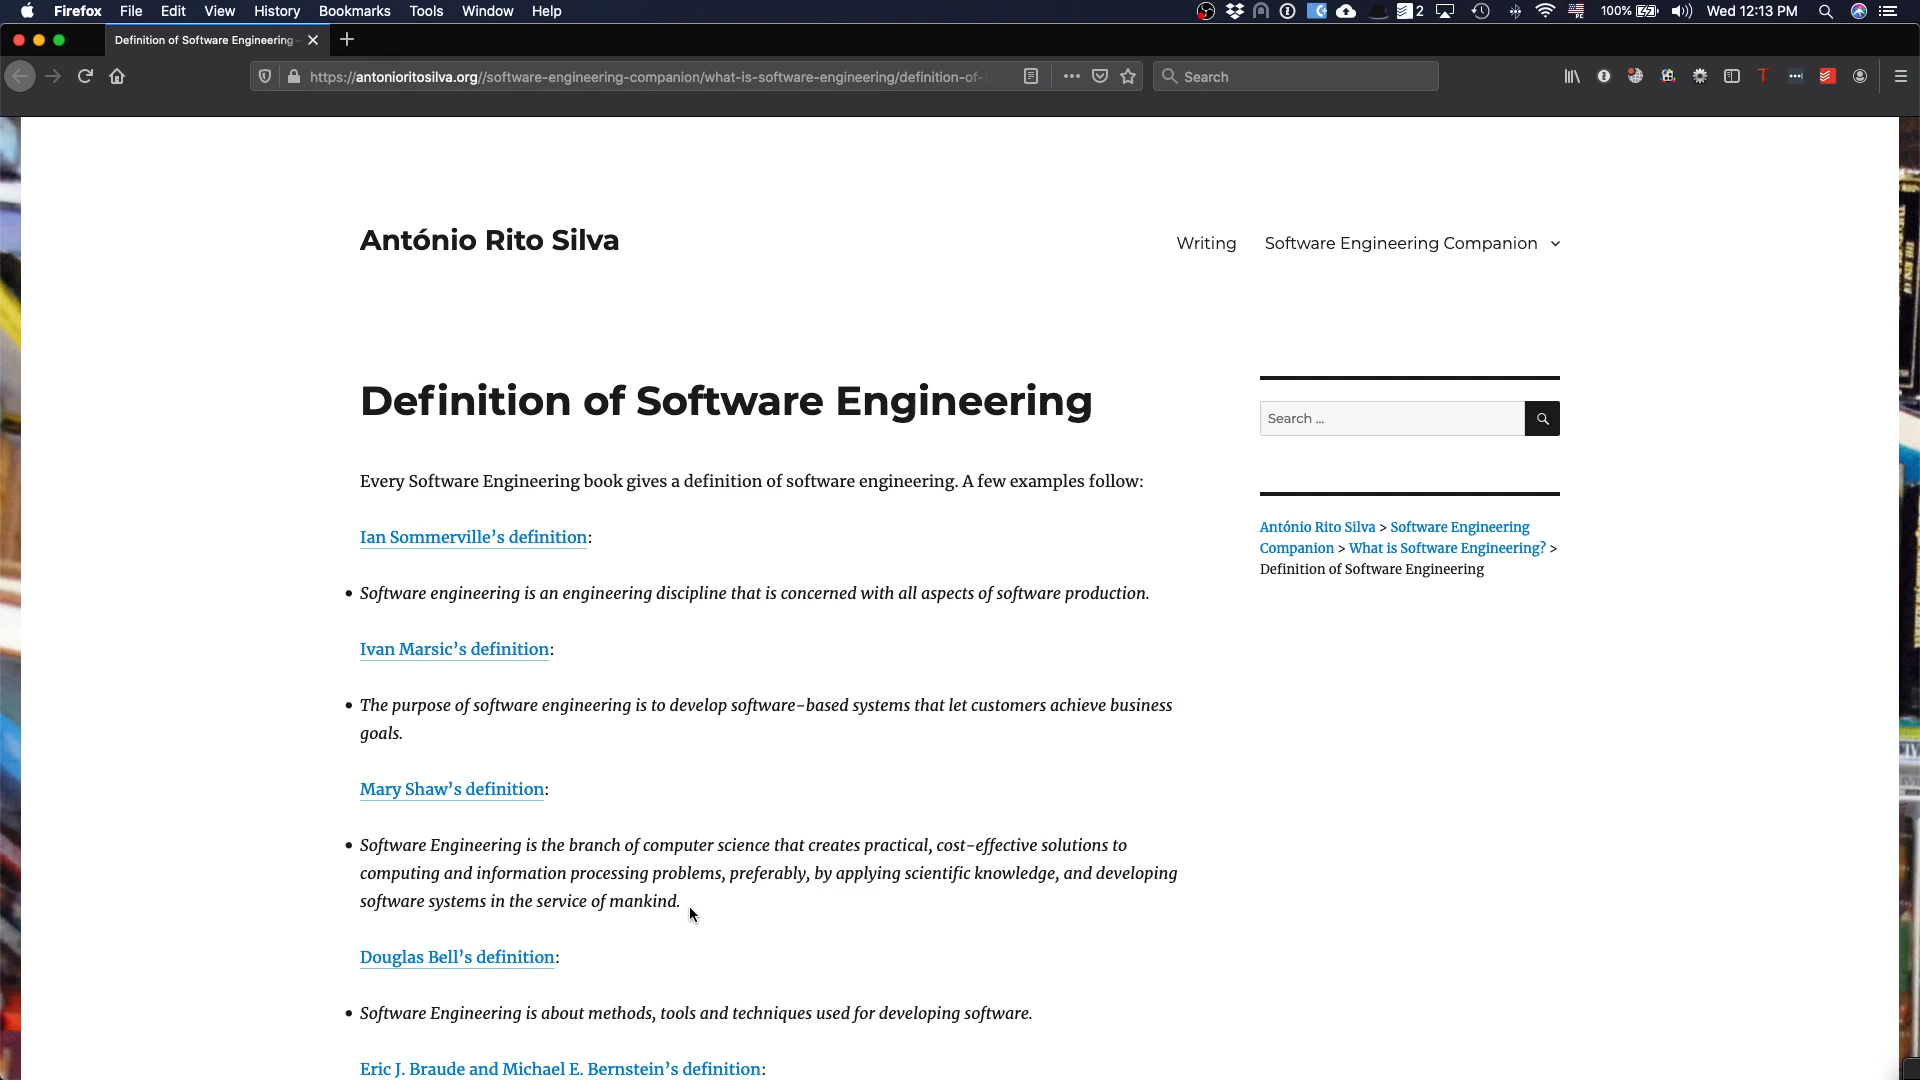 Firefox File Edit View History Bookmarks Tools Window Help 2 100% Wed 12:13 PM
Definition of Software Engineering
https://antonioritosilva.org//software-engineering-companion/what-is-software-engineering/definition-of-
Search
António Rito Silva
Writing Software Engineering Companion
Definition of Software Engineering
Search ...
Every Software Engineering book gives a definition of software engineering. A few examples follow:
Ian Sommerville’s definition:
• Software engineering is an engineering discipline that is concerned with all aspects of software production.
Ivan Marsic’s definition:
• The purpose of software engineering is to develop software-based systems that let customers achieve business
goals.
Mary Shaw’s definition:
• Software Engineering is the branch of computer science that creates practical, cost-effective solutions to
computing and information processing problems, preferably, by applying scientific knowledge, and developing
software systems in the service of mankind.
Douglas Bell’s definition:
• Software Engineering is about methods, tools and techniques used for developing software.
Eric J. Braude and Michael E. Bernstein’s definition:
António Rito Silva > Software Engineering
Companion > What is Software Engineering? >
Definition of Software Engineering